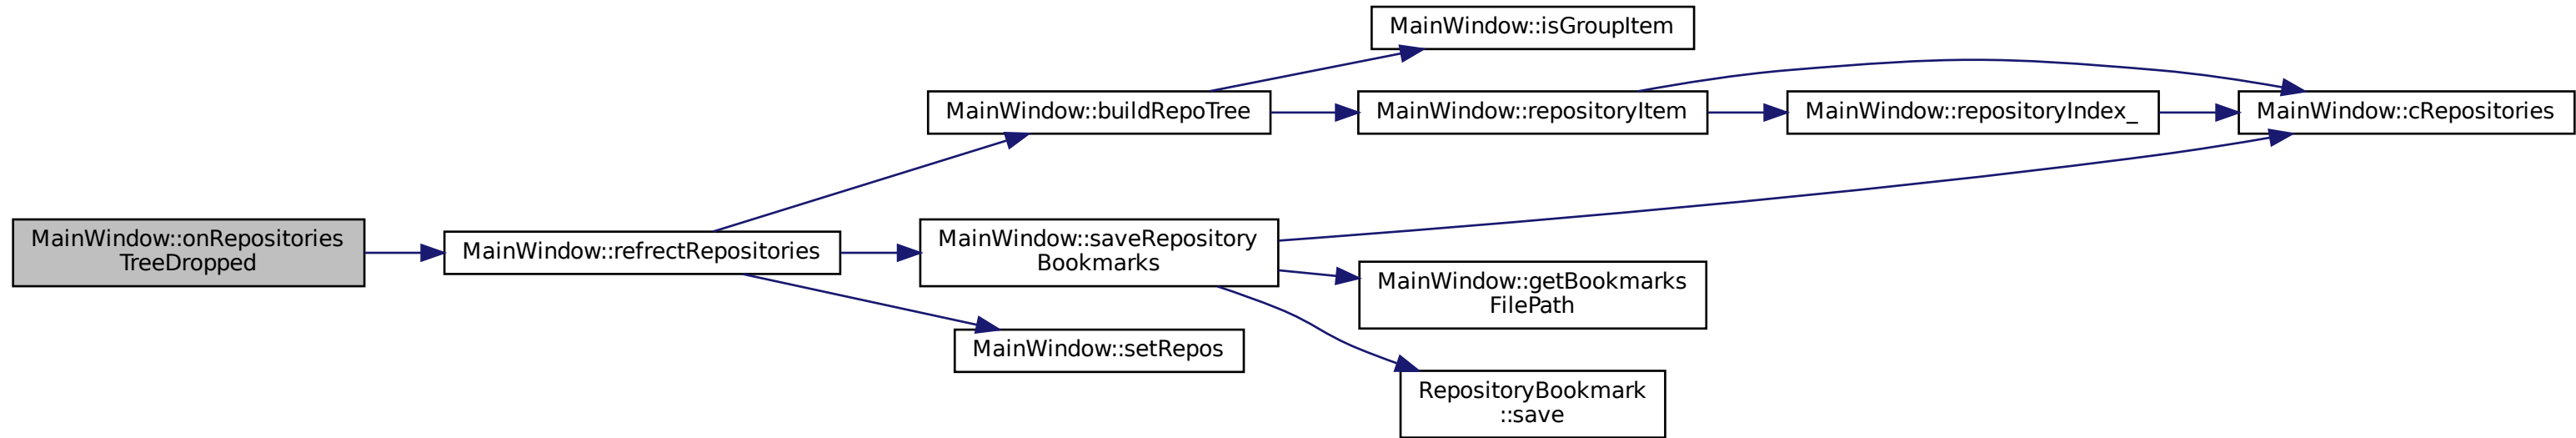 MainWindow::isGroupItem
MainWindow::buildRepoTree
MainWindow::repositoryItem
MainWindow::repositoryIndex_
MainWindow::cRepositories
MainWindow::onRepositories
TreeDropped
MainWindow::refrectRepositories
MainWindow::saveRepository
Bookmarks
MainWindow::getBookmarks
FilePath
MainWindow::setRepos
RepositoryBookmark
::save